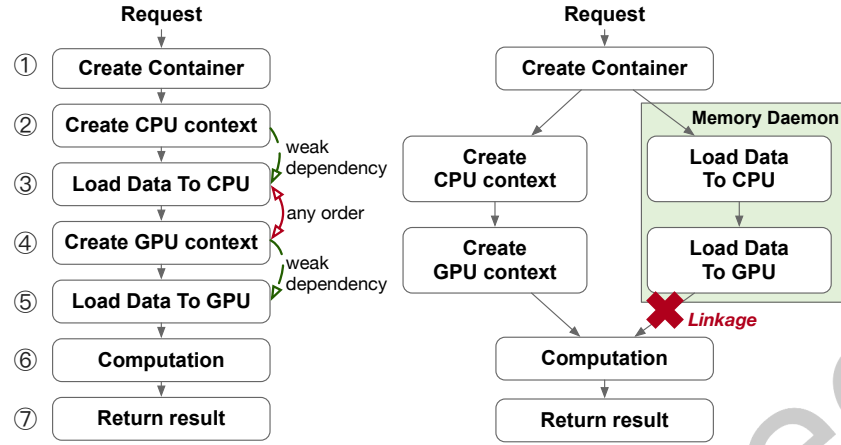 Request
① Create Container
② Create CPU context
weak
dependency
③ Load Data To CPU
any order
④ Create GPU context
weak
dependency
⑤ Load Data To GPU
⑥ Computation
⑦ Return result
Request
Create Container
Create
CPU context
Create
GPU context
Memory Daemon
Load Data
To CPU
Load Data
To GPU
Linkage
Computation
Return result